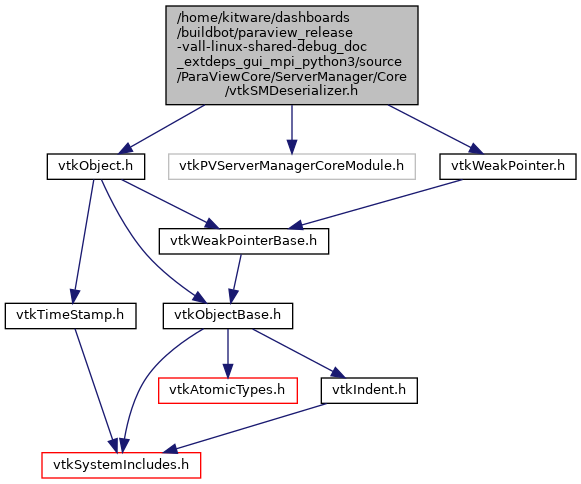 /home/kitware/dashboards
/buildbot/paraview_release
-vall-linux-shared-debug_doc
_extdeps_gui_mpi_python3/source
/ParaViewCore/ServerManager/Core
/vtkSMDeserializer.h
vtkObject.h
vtkPVServerManagerCoreModule.h
vtkWeakPointer.h
vtkWeakPointerBase.h
vtkTimeStamp.h
vtkObjectBase.h
vtkAtomicTypes.h
vtkIndent.h
vtkSystemIncludes.h